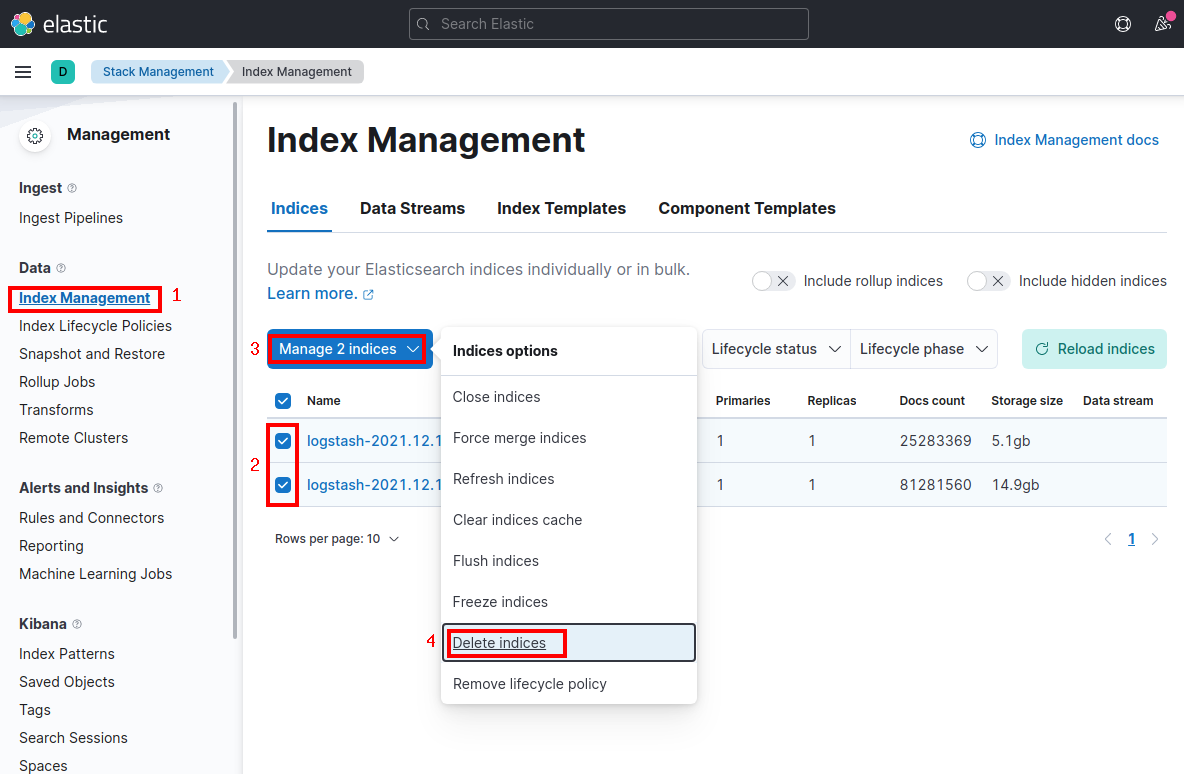 elastic
Search Elastic
D
Stack Management
Index Management
Management
Ingest
Ingest Pipelines
Data
Index Management 1
Index Lifecycle Policies
Snapshot and Restore
Rollup Jobs
Transforms
Remote Clusters
Alerts and Insights
Rules and Connectors
Reporting
Machine Learning Jobs
Kibana
Index Patterns
Saved Objects
Tags
Search Sessions
Spaces
Index Management
Index Management docs
Indices Data Streams Index Templates Component Templates
Update your Elasticsearch indices individually or in bulk.
Learn more.
Include rollup indices Include hidden indices
3 Manage 2 indices
Lifecycle status Lifecycle phase Reload indices
Name Primaries Replicas Docs count Storage size Data stream
logstash-2021.12.1 1 1 25283369 5.1gb
2
logstash-2021.12.1 1 1 81281560 14.9gb
Rows per page: 10
1
Indices options
Close indices
Force merge indices
Refresh indices
Clear indices cache
Flush indices
Freeze indices
4 Delete indices
Remove lifecycle policy